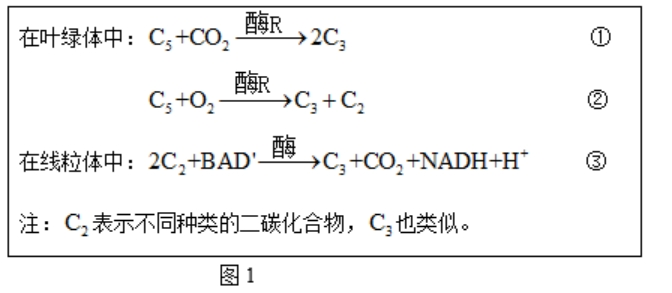 在叶绿体中：C₅+CO₂ —酶R→ 2C₃ ①
C₅+O₂ —酶R→ C₃+C₂ ②
在线粒体中：2C₂+BAD' —酶→ C₃+CO₂+NADH+H⁺ ③
注：C₂表示不同种类的二碳化合物，C₃也类似。
图1